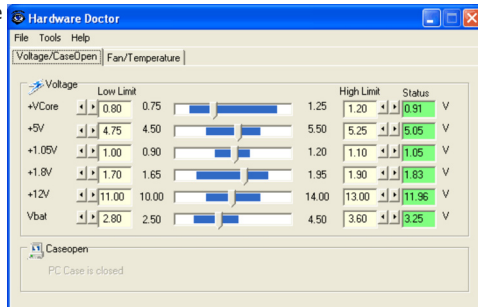 e
Hardware Doctor
File Tools Help
Voltage/CaseOpen Fan/Temperature
Voltage Low Limit High Limit Status
+VCore 0.80 0.75 1.25 1.20 0.91 V
+5V 4.75 4.50 5.50 5.25 5.05 V
+1.05V 1.00 0.90 1.20 1.10 1.05 V
+1.8V 1.70 1.65 1.95 1.90 1.83 V
+12V 11.00 10.00 14.00 13.00 11.96 V
Vbat 2.80 2.50 4.50 3.60 3.25 V
Caseopen
PC Case is closed